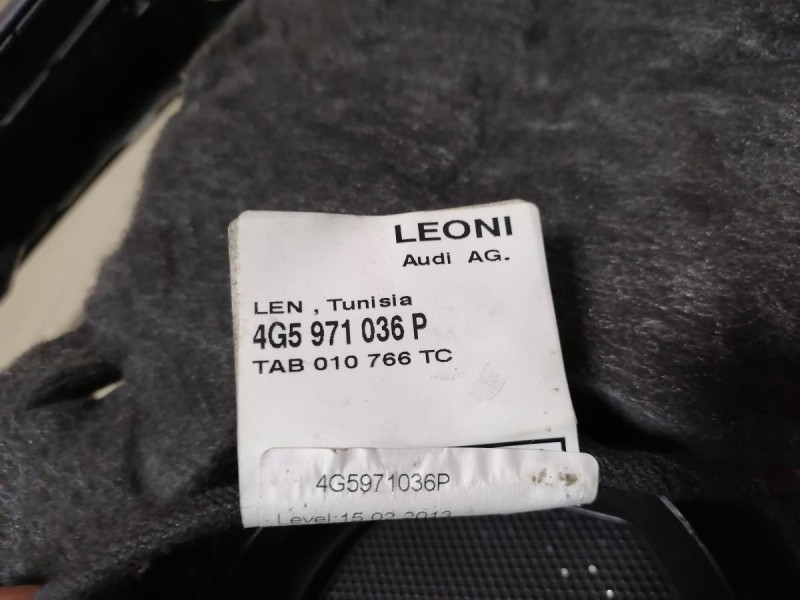 LEONI
Audi AG.
LEN , Tunisia
4G5 971 036 P
TAB 010 766 TC
4G5971036P
Level:15.02.2013